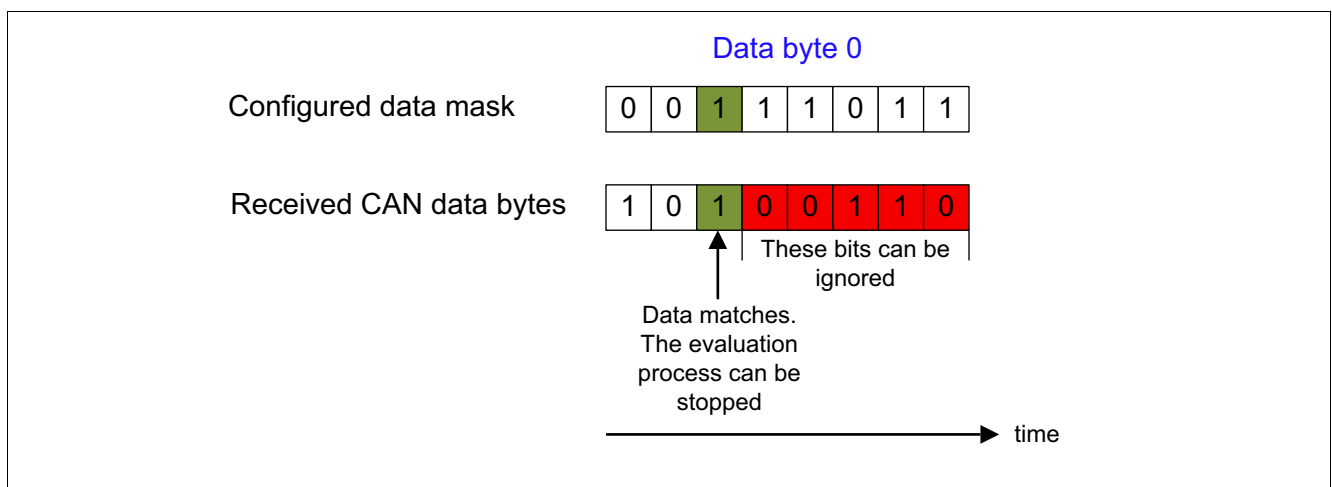 Data byte 0
Configured data mask 0 0 1 1 1 0 1 1
Received CAN data bytes 1 0 1 0 0 1 1 0
These bits can be
ignored
Data matches.
The evaluation
process can be
stopped
time